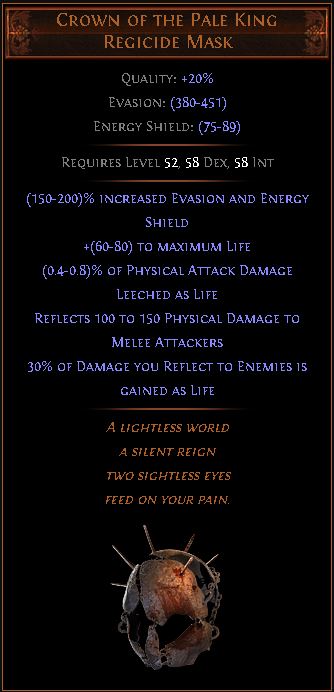 Crown of the Pale King
Regicide Mask
Quality: +20%
Evasion: (380-451)
Energy Shield: (75-89)
Requires Level 52, 58 Dex, 58 Int
(150-200)% increased Evasion and Energy
Shield
+(60-80) to maximum Life
(0.4-0.8)% of Physical Attack Damage
Leeched as Life
Reflects 100 to 150 Physical Damage to
Melee Attackers
30% of Damage you Reflect to Enemies is
gained as Life
A lightless world
a silent reign
two sightless eyes
feed on your pain.